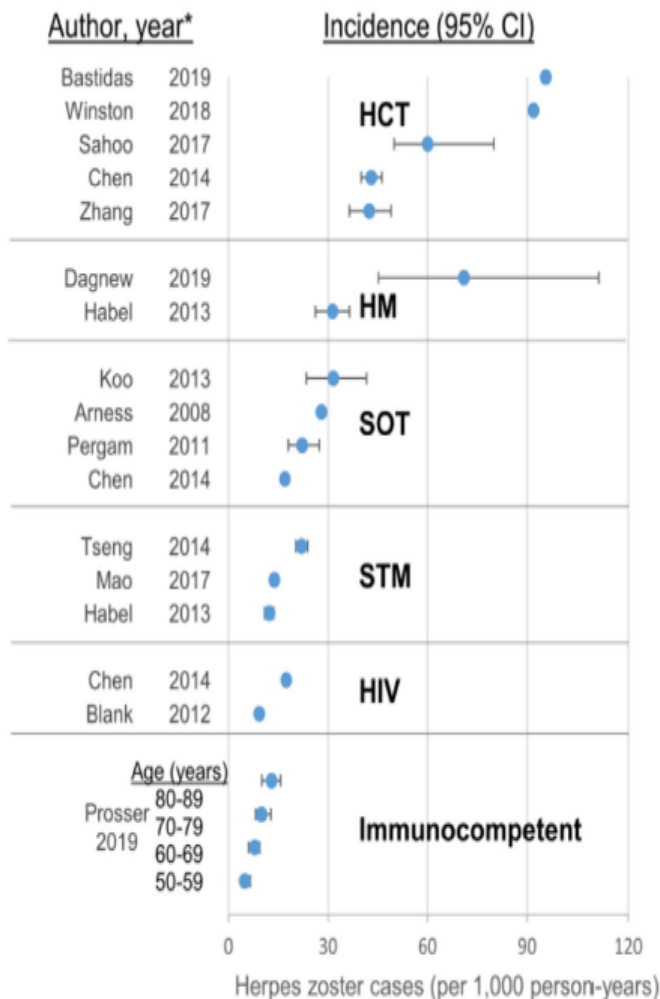 Author, year* Incidence (95% CI)
Bastidas 2019
Winston 2018
HCT
Sahoo 2017
Chen 2014
Zhang 2017
Dagnew 2019
HM
Habel 2013
Koo 2013
Arness 2008
SOT
Pergam 2011
Chen 2014
Tseng 2014
Mao 2017
STM
Habel 2013
Chen 2014
HIV
Blank 2012
Age (years)
80-89
Prosser
70-79
2019
Immunocompetent
60-69
50-59
0 30 60 90 120
Herpes zoster cases (per 1,000 person-years)